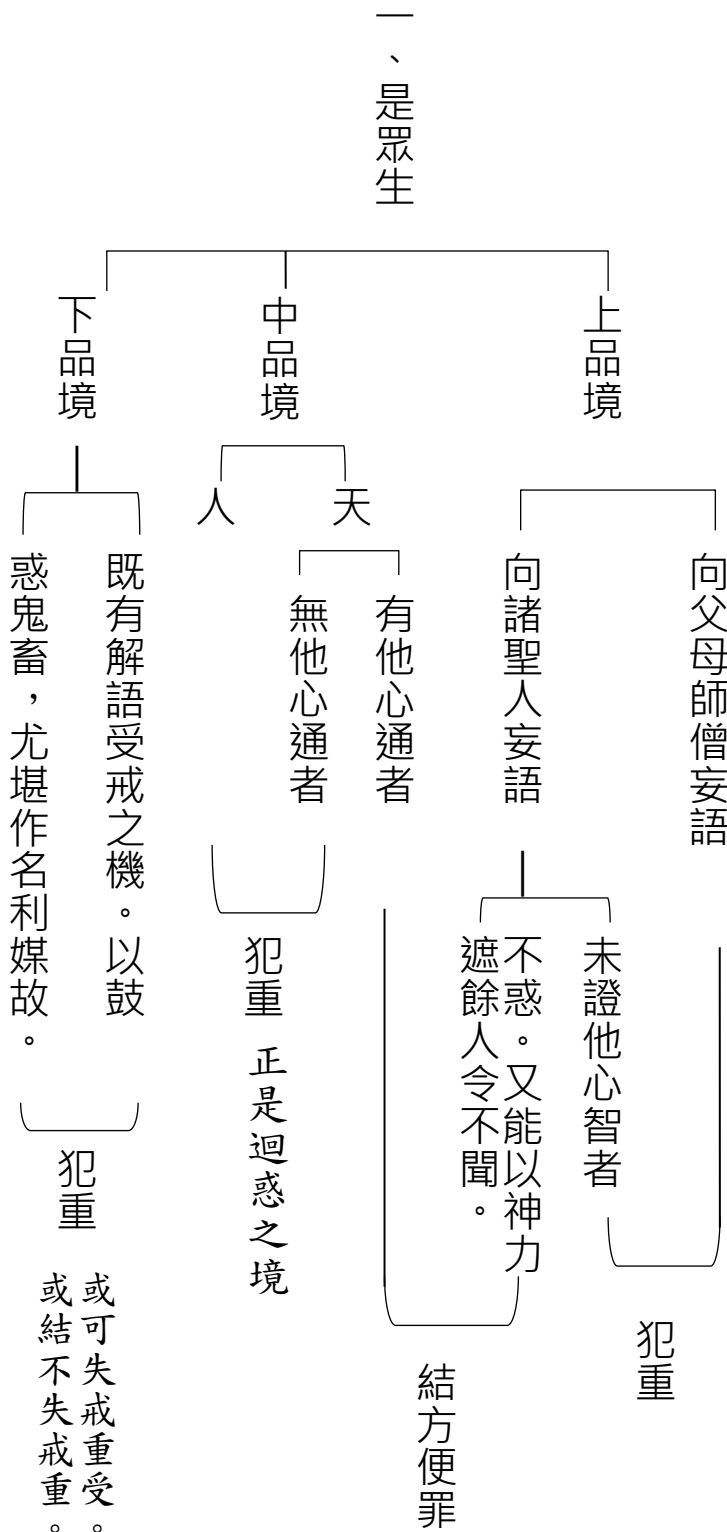 一、是眾生
上品境
向父母師僧妄語
向諸聖人妄語
未證他心智者
犯重
不惑。又能以神力
遮餘人令不聞。
結方便罪
中品境
天
有他心通者
無他心通者
人
犯重
正是迴惑之境
下品境
既有解語受戒之機。以鼓
惑鬼畜，尤堪作名利媒故。
犯重
或可失戒重受。
或結不失戒重。